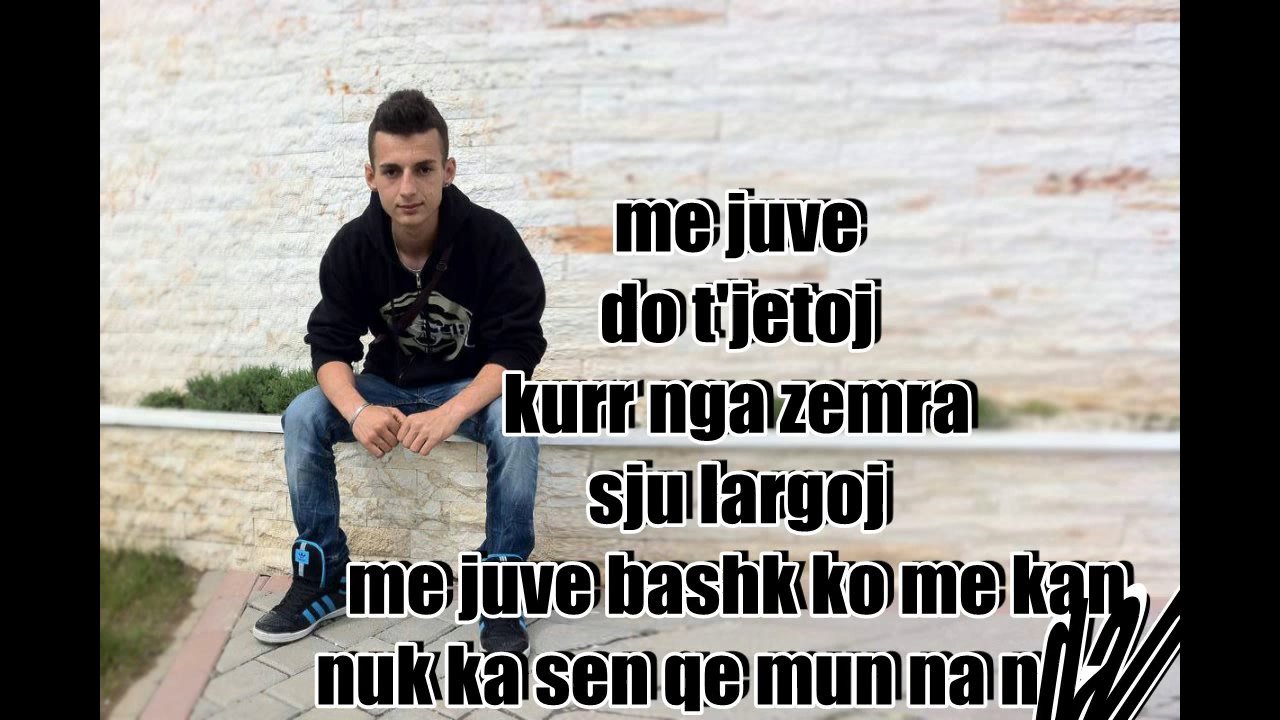 me juve
do t'jetoj
kurr nga zemra
sju largoj
me juve bashk ko me kan
nuk ka sen qe mun na n